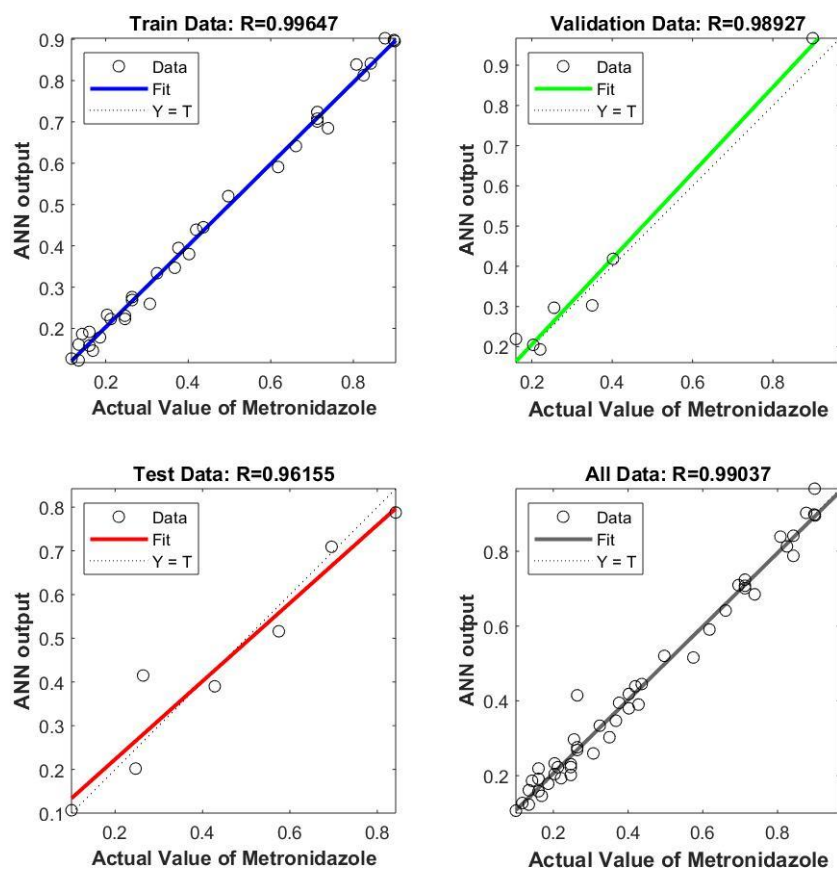 Train Data: R=0.99647
0.9
0.8
0.7
0.6
0.5
0.4
0.3
0.2
ANN output
Data
Fit
Y = T
0.2 0.4 0.6 0.8
Actual Value of Metronidazole
Validation Data: R=0.98927
0.9
0.8
0.7
0.6
0.5
0.4
0.3
0.2
ANN output
Data
Fit
Y = T
0.2 0.4 0.6 0.8
Actual Value of Metronidazole
Test Data: R=0.96155
0.8
0.7
0.6
0.5
0.4
0.3
0.2
0.1
ANN output
Data
Fit
Y = T
0.2 0.4 0.6 0.8
Actual Value of Metronidazole
All Data: R=0.99037
0.8
0.6
0.4
0.2
ANN output
Data
Fit
Y = T
0.2 0.4 0.6 0.8
Actual Value of Metronidazole